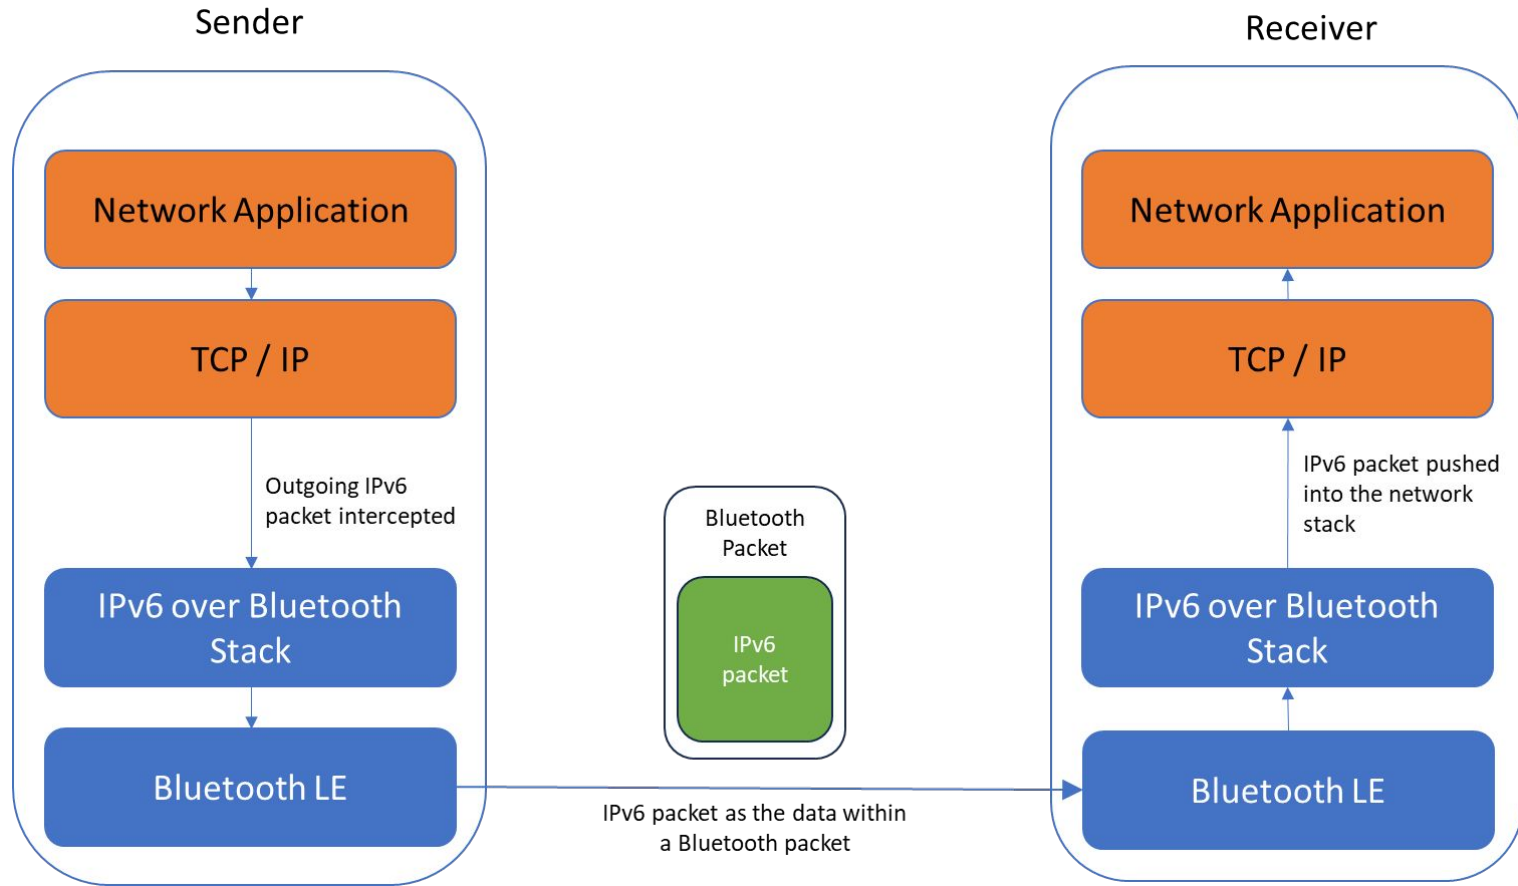 Sender
Network Application
TCP / IP
Outgoing IPv6
packet intercepted
IPv6 over Bluetooth
Stack
Bluetooth LE
Bluetooth
Packet
IPv6
packet
IPv6 packet as the data within
a Bluetooth packet
Receiver
Network Application
TCP / IP
IPv6 packet pushed
into the network
stack
IPv6 over Bluetooth
Stack
Bluetooth LE